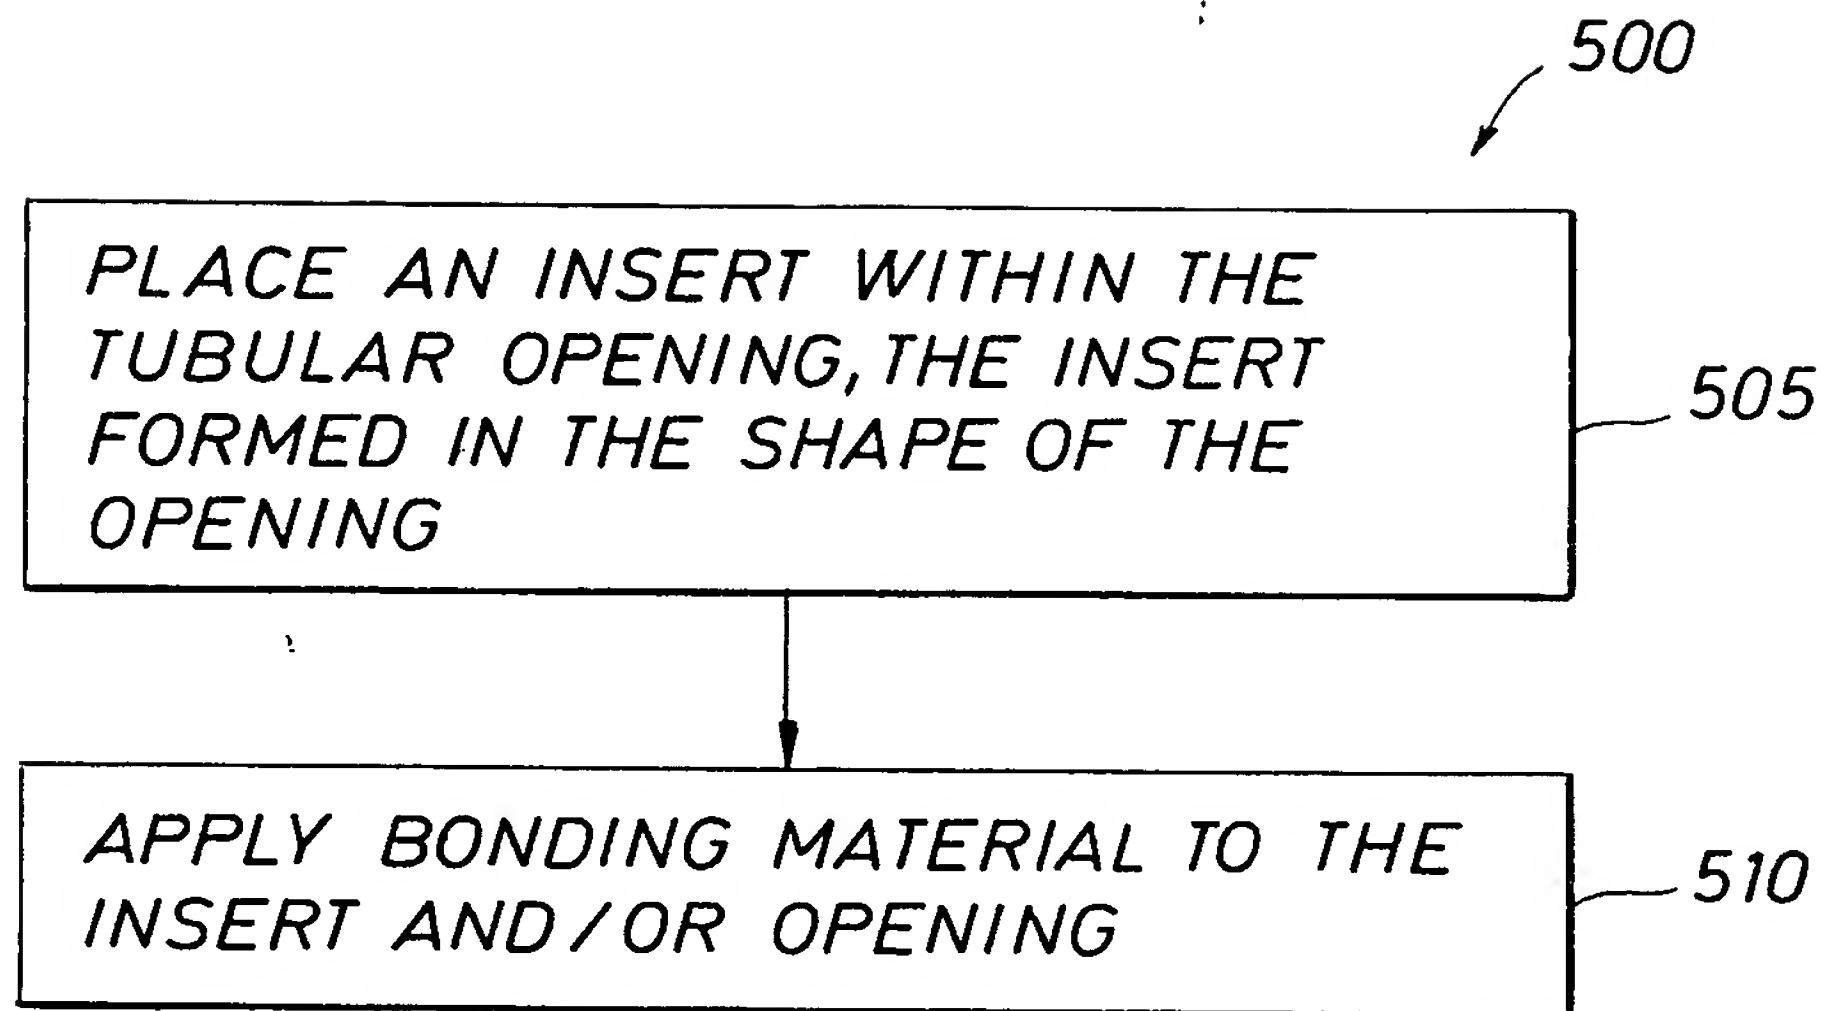 500
PLACE AN INSERT WITHIN THE
TUBULAR OPENING, THE INSERT
FORMED IN THE SHAPE OF THE
OPENING
505
APPLY BONDING MATERIAL TO THE
INSERT AND/OR OPENING
510